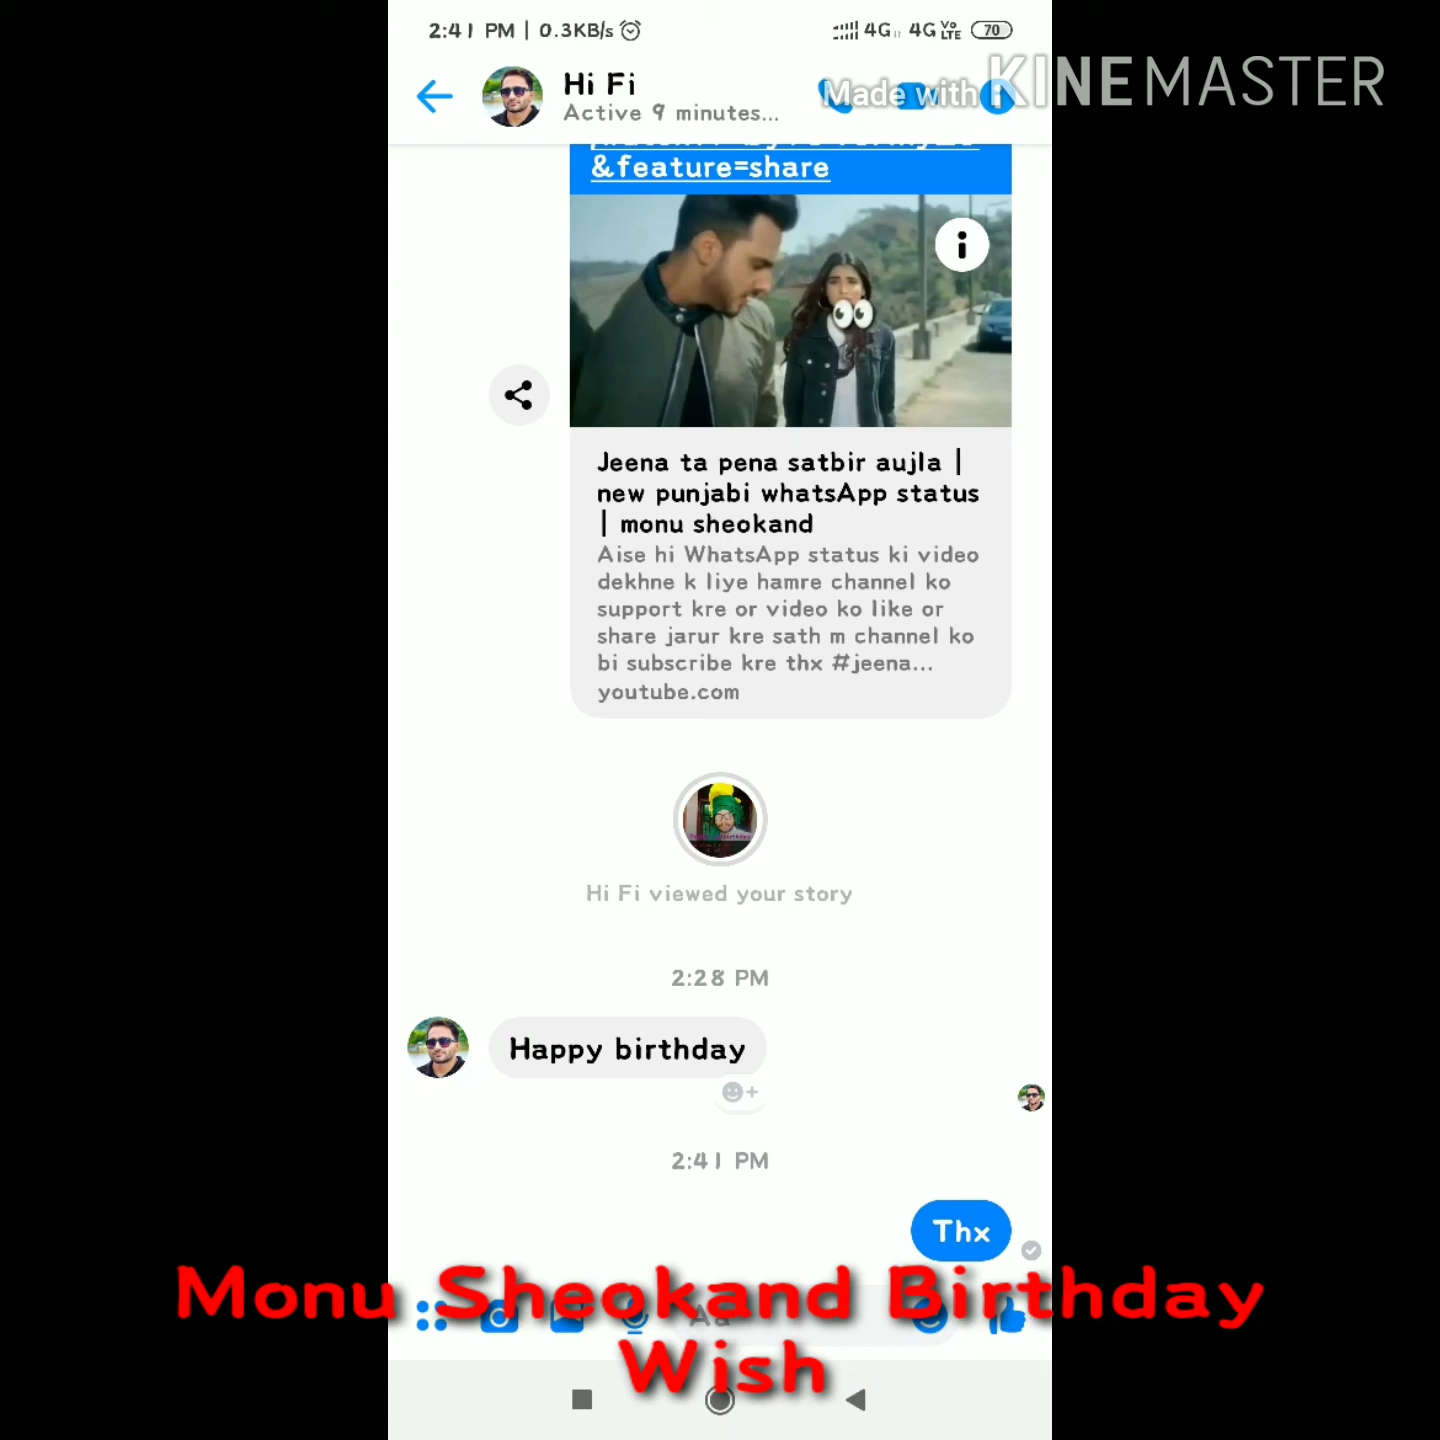 2:41 PM | 0.3KB/s 4G 4G Vo LTE 70
Hi Fi
Active 9 minutes...
Made with KINEMASTER
&feature=share
Jeena ta pena satbir aujla |
new punjabi whatsApp status
| monu sheokand
Aise hi WhatsApp status ki video
dekhne k liye hamre channel ko
support kre or video ko like or
share jarur kre sath m channel ko
bi subscribe kre thx #jeena...
youtube.com
Hi Fi viewed your story
2:28 PM
Happy birthday
2:41 PM
Thx
Aa
Monu Sheokand Birthday
Wish